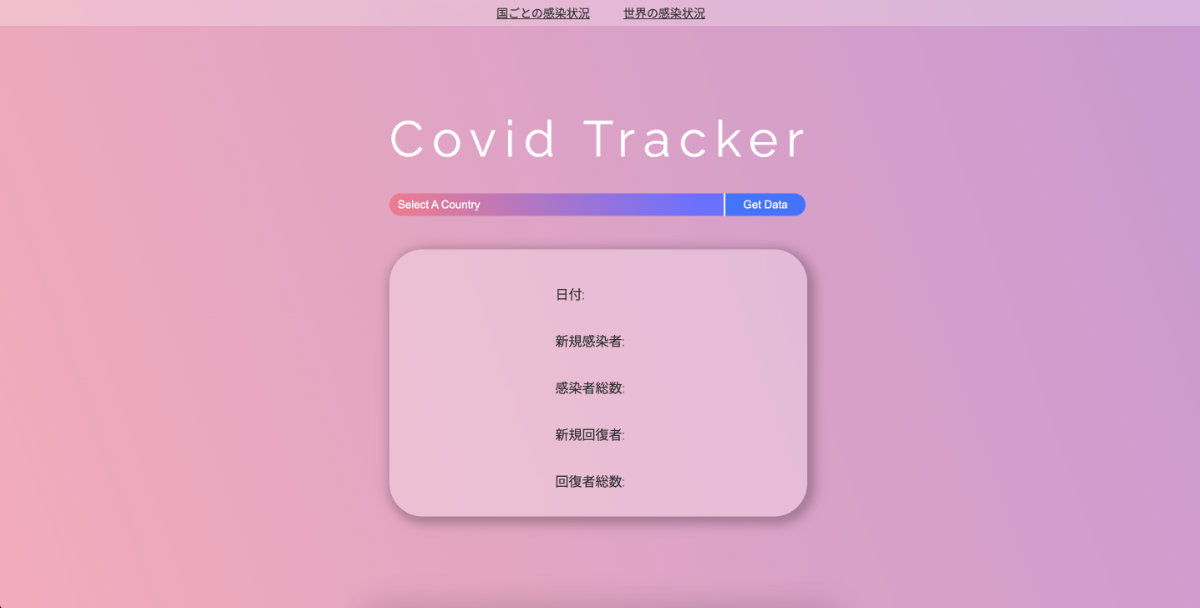 国ごとの感染状況 世界の感染状況
Covid Tracker
Select A Country Get Data
日付:
新規感染者:
感染者総数:
新規回復者:
回復者総数: